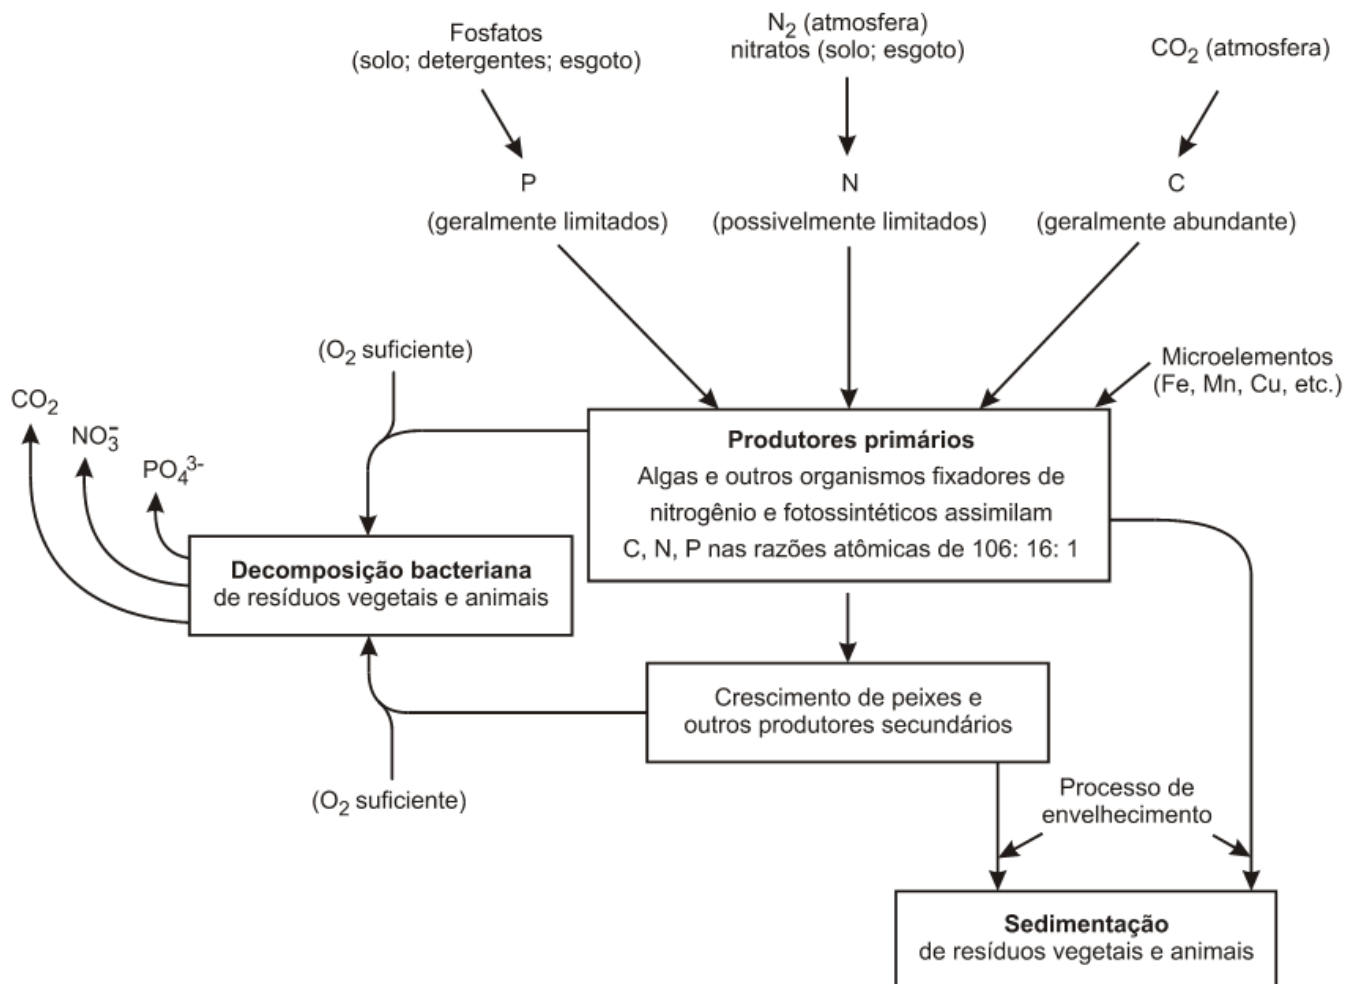 Fosfatos
(solo; detergentes; esgoto)
N2 (atmosfera)
nitratos (solo; esgoto)
CO2 (atmosfera)
P
N
C
(geralmente limitados)
(possivelmente limitados)
(geralmente abundante)
(O2 suficiente)
Microelementos
(Fe, Mn, Cu, etc.)
CO2
NO3-
PO4 3-
Produtores primários
Algas e outros organismos fixadores de
nitrogênio e fotossintéticos assimilam
C, N, P nas razões atômicas de 106: 16: 1
Decomposição bacteriana
de resíduos vegetais e animais
Crescimento de peixes e
outros produtores secundários
(O2 suficiente)
Processo de
envelhecimento
Sedimentação
de resíduos vegetais e animais